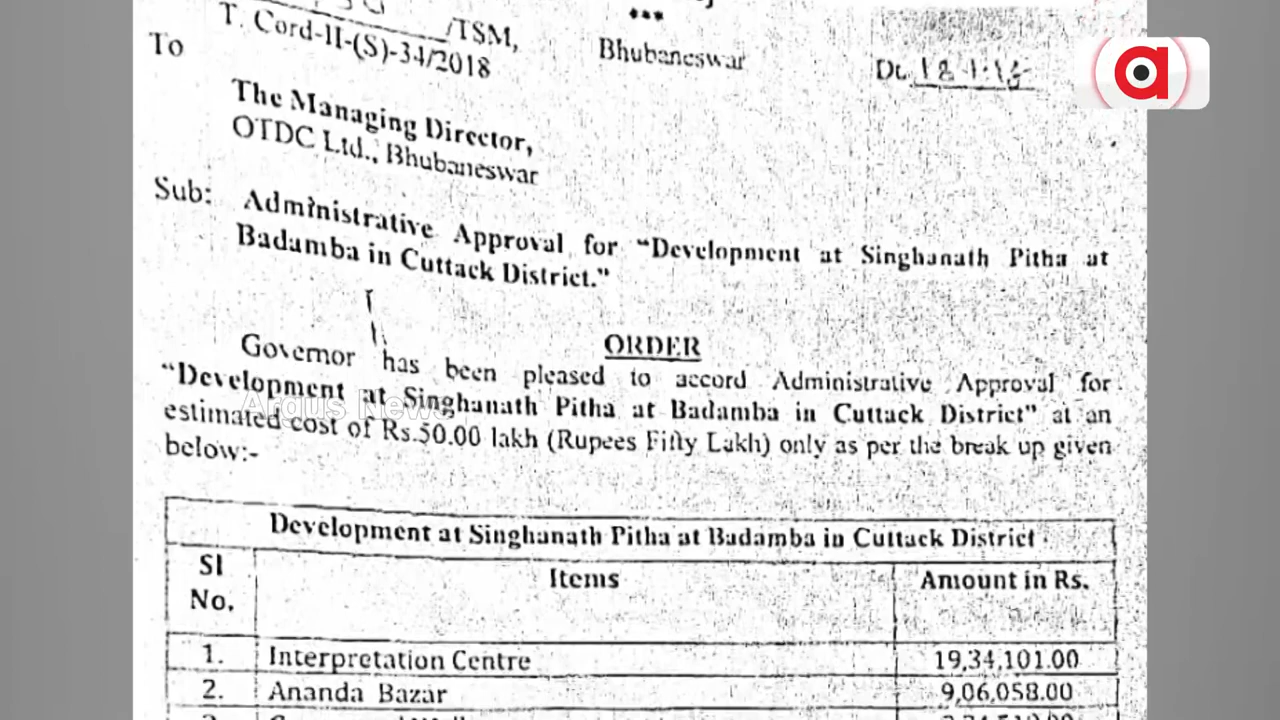 /TSM,
T. Cord-II-(S)-34/2018
***
Bhubaneswar
To
Dt.
a
The Managing Director,
OTDC Ltd., Bhubaneswar
Sub: Administrative Approval for “Development at Singhanath Pitha at
Badamba in Cuttack District.”
ORDER
Governor has been pleased to accord Administrative Approval for
“Development at Singhanath Pitha at Badamba in Cuttack District” at an
Argus News
estimated cost of Rs.50.00 lakh (Rupees Fifty Lakh) only as per the break up given
below:-
Development at Singhanath Pitha at Badamba in Cuttack District
Sl No. Items Amount in Rs.
1. Interpretation Centre 19,34,101.00
2. Ananda Bazar 9,06,058.00